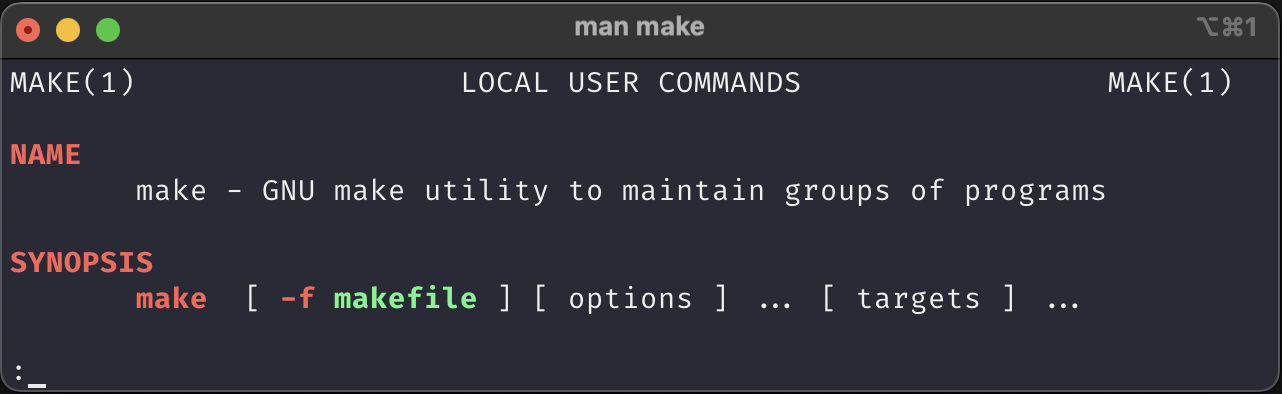 man make
⌥⌘1
MAKE(1) LOCAL USER COMMANDS MAKE(1)
NAME
make - GNU make utility to maintain groups of programs
SYNOPSIS
make [ -f makefile ] [ options ] ... [ targets ] ...
:_